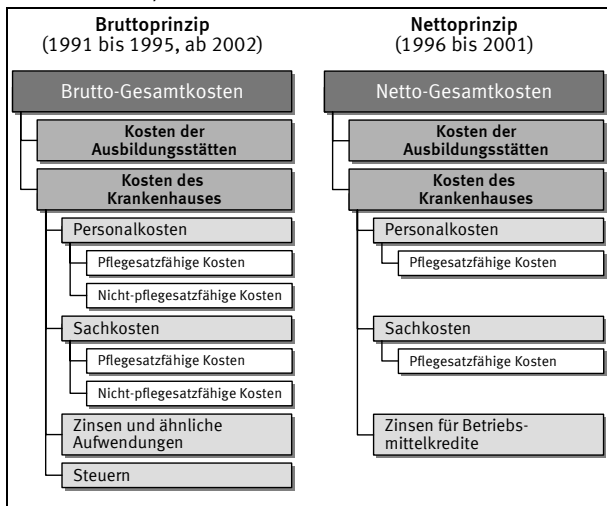 Bruttoprinzip
(1991 bis 1995, ab 2002)
Brutto-Gesamtkosten
Kosten der
Ausbildungsstätten
Kosten des
Krankenhauses
Personalkosten
Pflegesatzfähige Kosten
Nicht-pflegesatzfähige Kosten
Sachkosten
Pflegesatzfähige Kosten
Nicht-pflegesatzfähige Kosten
Zinsen und ähnliche
Aufwendungen
Steuern
Nettoprinzip
(1996 bis 2001)
Netto-Gesamtkosten
Kosten der
Ausbildungsstätten
Kosten des
Krankenhauses
Personalkosten
Pflegesatzfähige Kosten
Sachkosten
Pflegesatzfähige Kosten
Zinsen für Betriebs-
mittelkredite